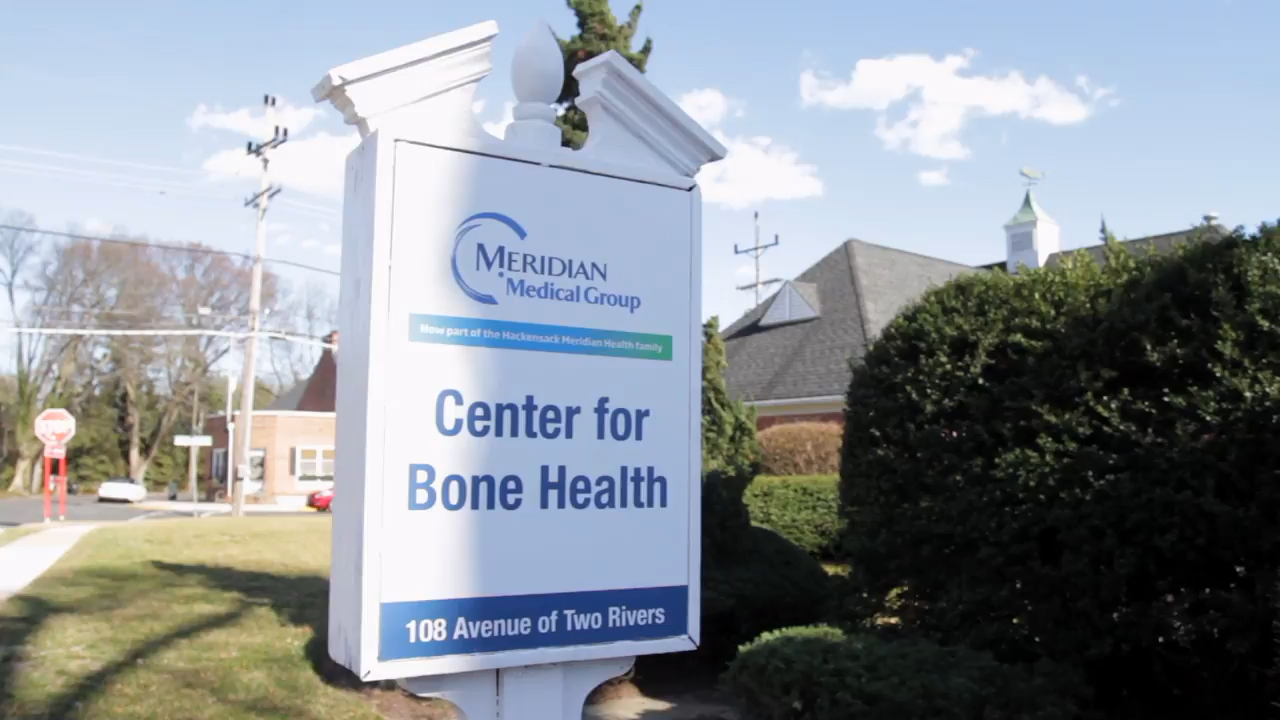 MERIDIAN
Medical Group
Now part of the Hackensack Meridian Health family
Center for
Bone Health
108 Avenue of Two Rivers
STOP